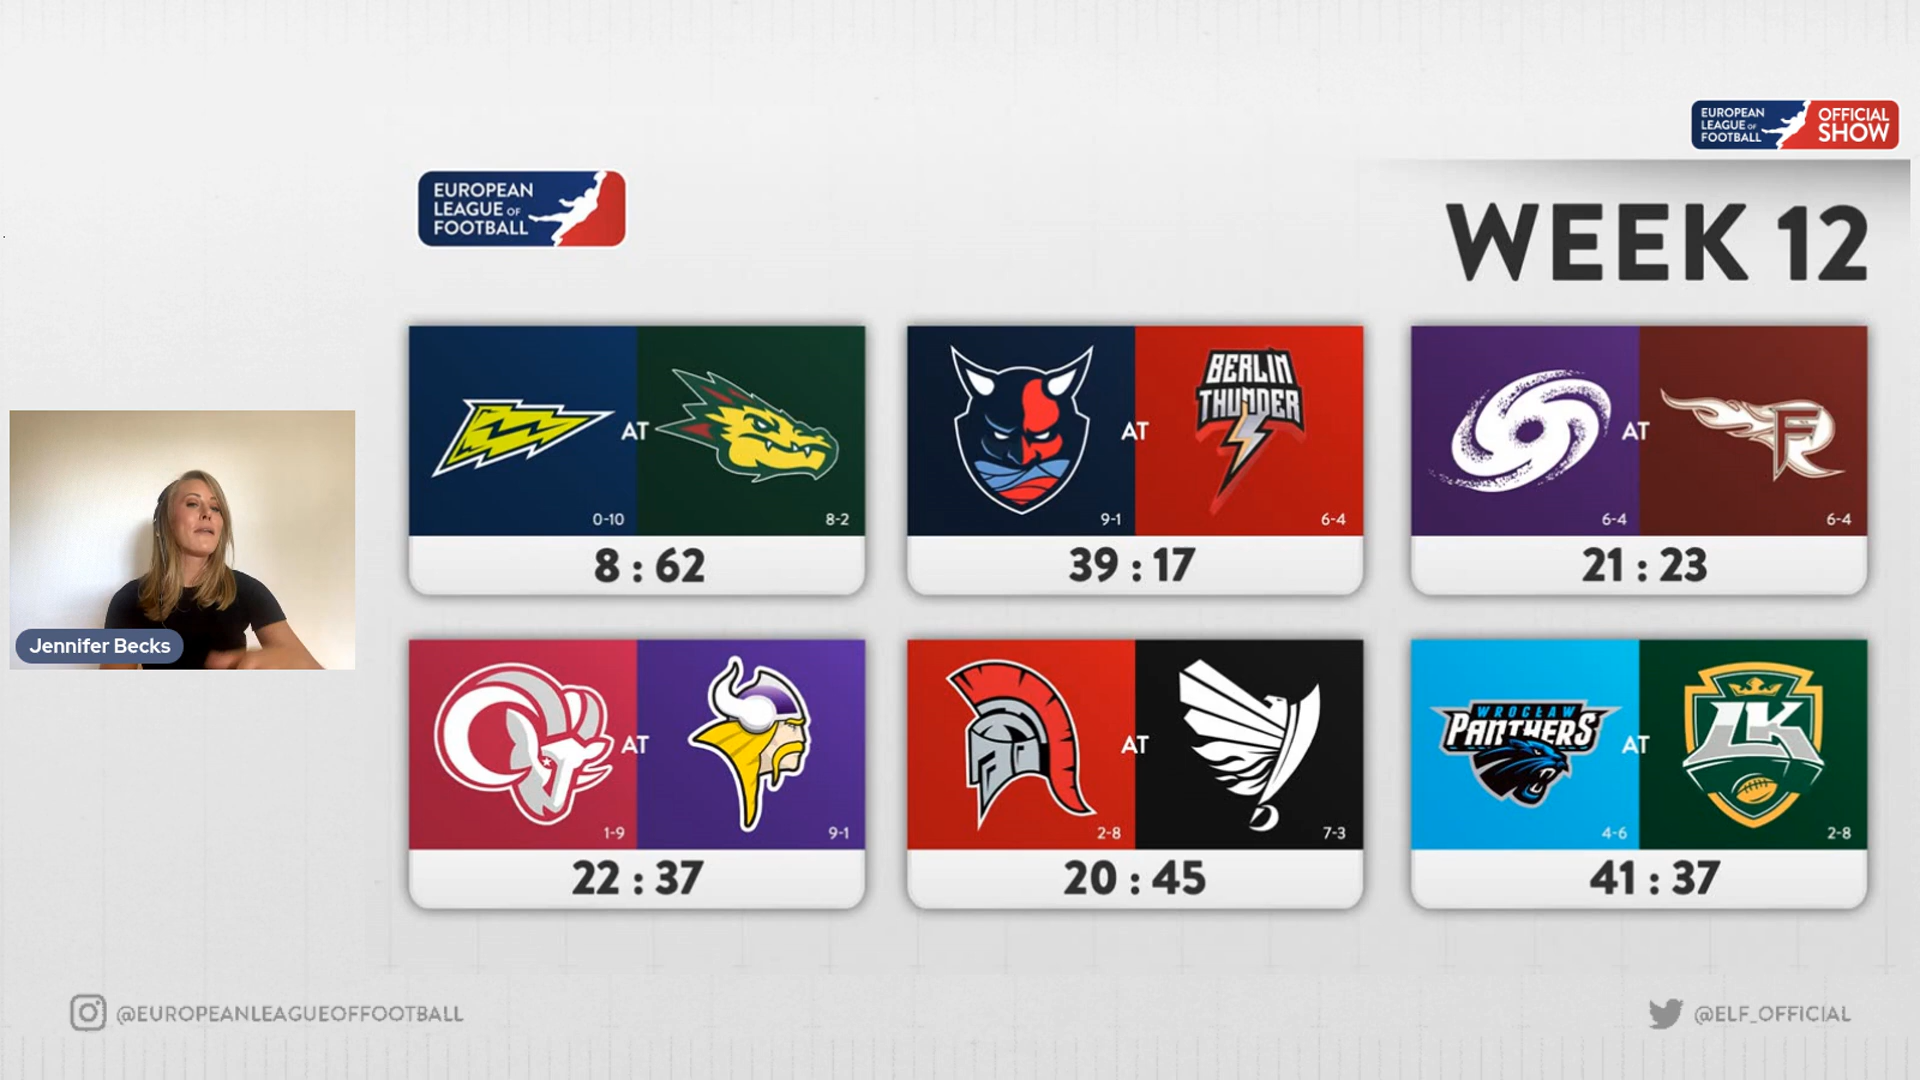 EUROPEAN
LEAGUE OF
FOOTBALL
OFFICIAL
SHOW
EUROPEAN
LEAGUE OF
FOOTBALL
WEEK 12
AT
0-10
8-2
8 : 62
BERLIN
THUNDER
AT
9-1
6-4
39 : 17
AT
FR
6-4
6-4
21 : 23
AT
1-9
9-1
22 : 37
AT
2-8
7-3
20 : 45
WROCŁAW
PANTHERS
AT
LK
4-6
2-8
41 : 37
Jennifer Becks
@EUROPEANLEAGUEOFFOOTBALL
@ELF_OFFICIAL